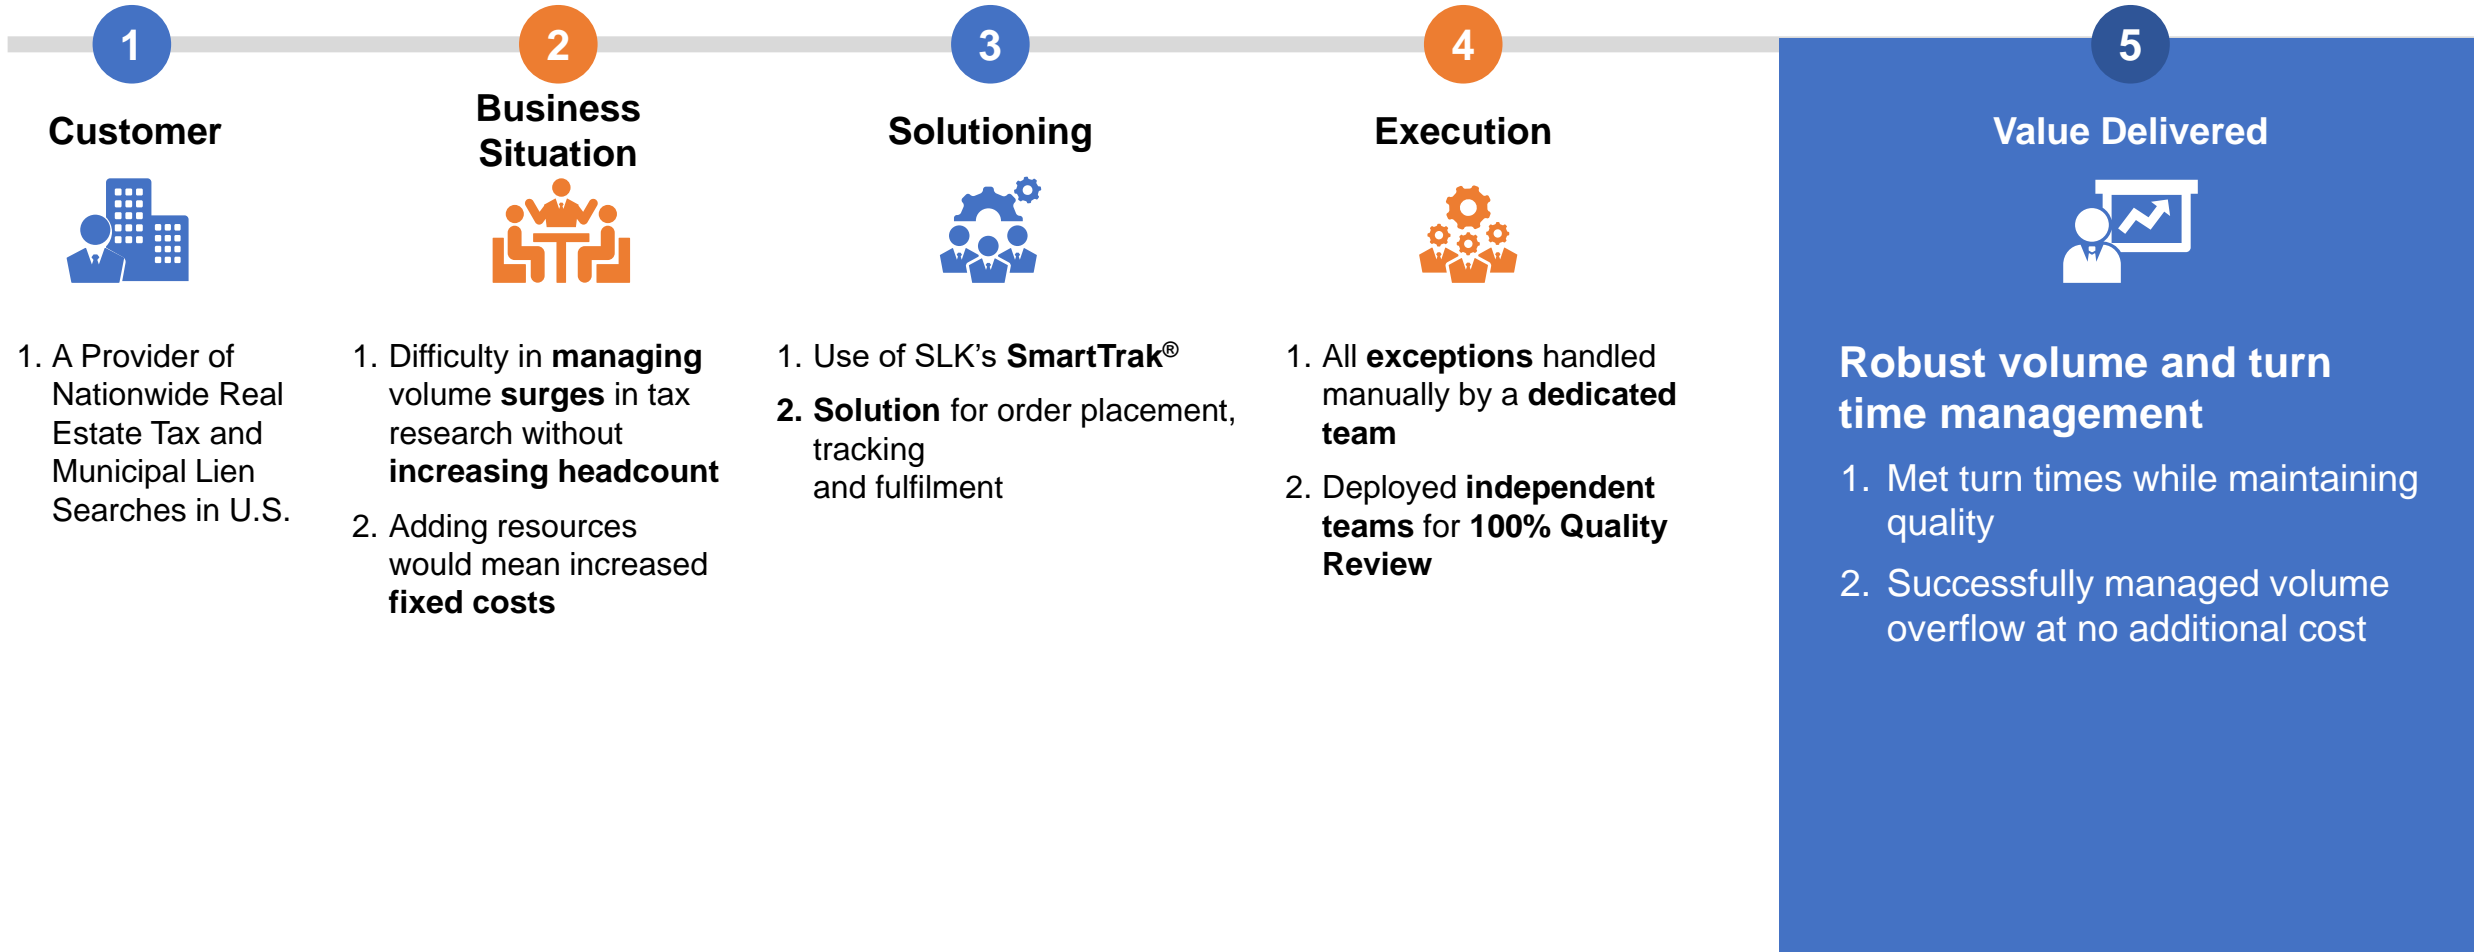 1
Customer
1. A Provider of
Nationwide Real
Estate Tax and
Municipal Lien
Searches in U.S.
2
Business
Situation
1. Difficulty in managing
volume surges in tax
research without
increasing headcount
2. Adding resources
would mean increased
fixed costs
3
Solutioning
1. Use of SLK’s SmartTrak®
2. Solution for order placement,
tracking
and fulfilment
4
Execution
1. All exceptions handled
manually by a dedicated
team
2. Deployed independent
teams for 100% Quality
Review
5
Value Delivered
Robust volume and turn
time management
1. Met turn times while maintaining
quality
2. Successfully managed volume
overflow at no additional cost